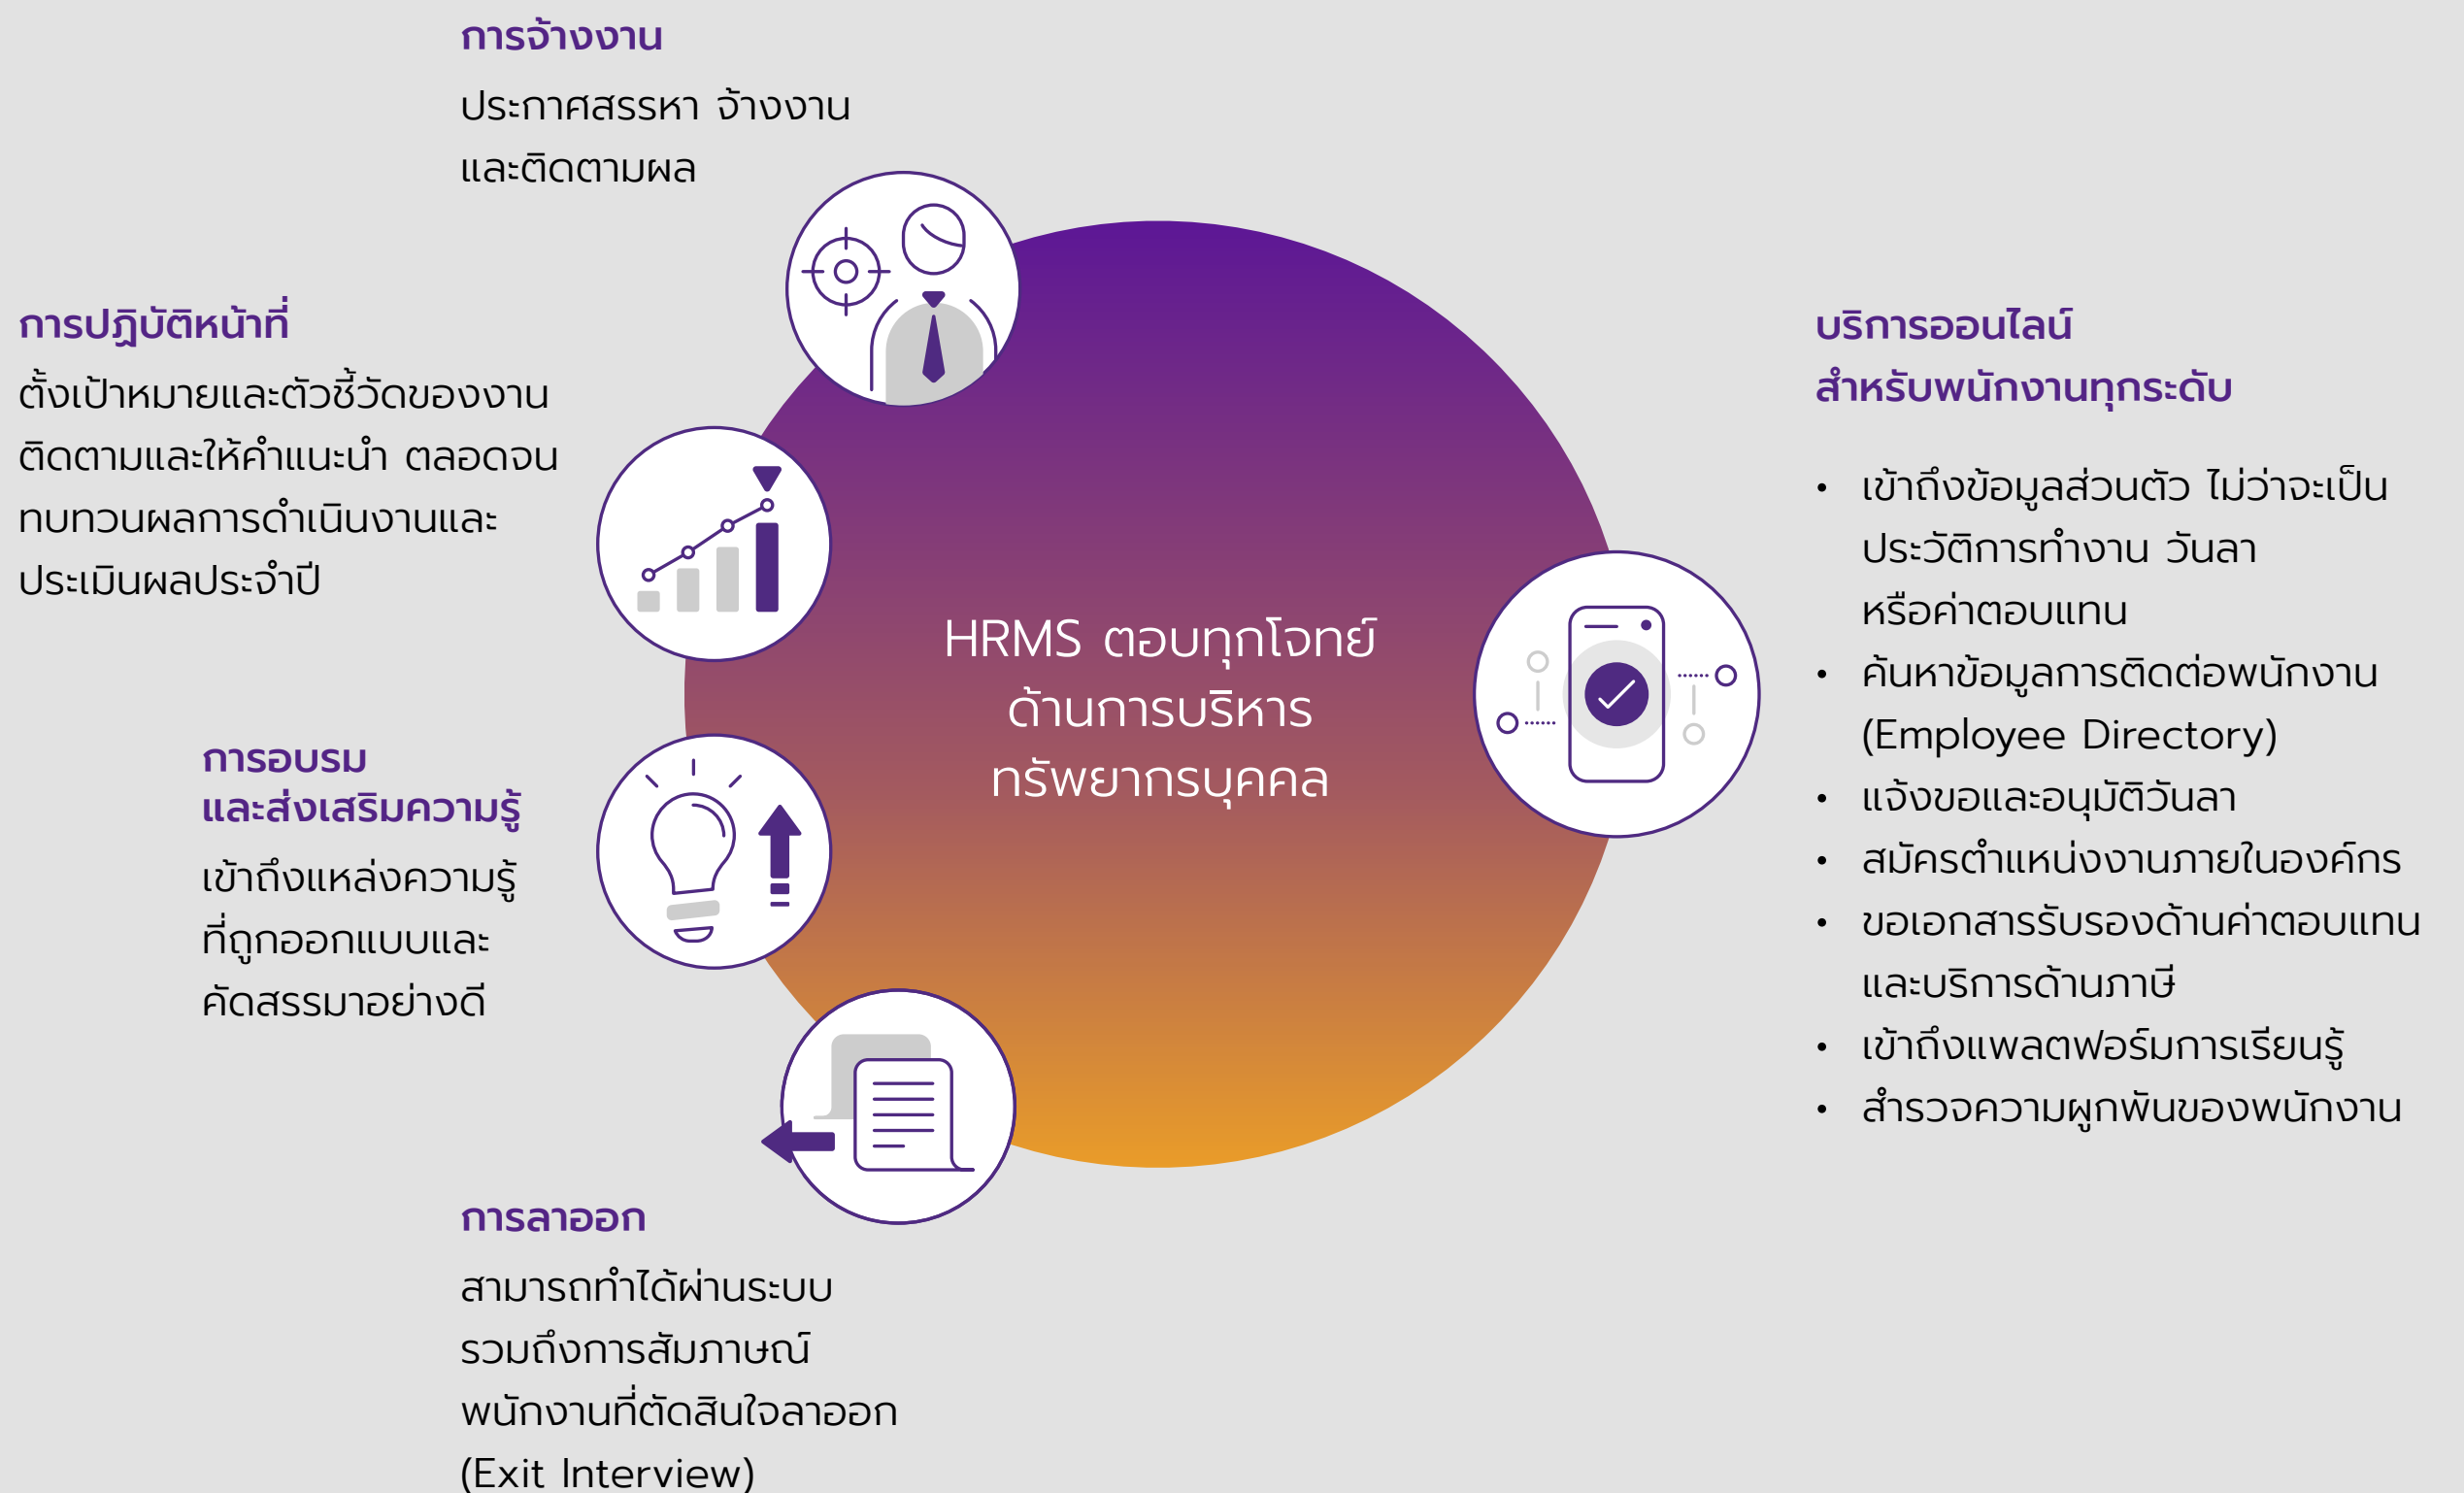 การจ้างงาน
ประกาศสรรหา จ้างงาน
และติดตามผล
การปฏิบัติหน้าที่
ตั้งเป้าหมายและตัวชี้วัดของงาน
ติดตามและให้คำแนะนำ ตลอดจน
ทบทวนผลการดำเนินงานและ
ประเมินผลประจำปี
การอบรม
และส่งเสริมความรู้
เข้าถึงแหล่งความรู้
ที่ถูกออกแบบและ
คัดสรรมาอย่างดี
การลาออก
สามารถทำได้ผ่านระบบ
รวมถึงการสัมภาษณ์
พนักงานที่ตัดสินใจลาออก
(Exit Interview)
HRMS ตอบทุกโจทย์
ด้านการบริหาร
ทรัพยากรบุคคล
บริการออนไลน์
สำหรับพนักงานทุกระดับ
• เข้าถึงข้อมูลส่วนตัว ไม่ว่าจะเป็น
ประวัติการทำงาน วันลา
หรือค่าตอบแทน
• ค้นหาข้อมูลการติดต่อพนักงาน
(Employee Directory)
• แจ้งขอและอนุมัติวันลา
• สมัครตำแหน่งงานภายในองค์กร
• ขอเอกสารรับรองด้านค่าตอบแทน
และบริการด้านภาษี
• เข้าถึงแพลตฟอร์มการเรียนรู้
• สำรวจความผูกพันของพนักงาน